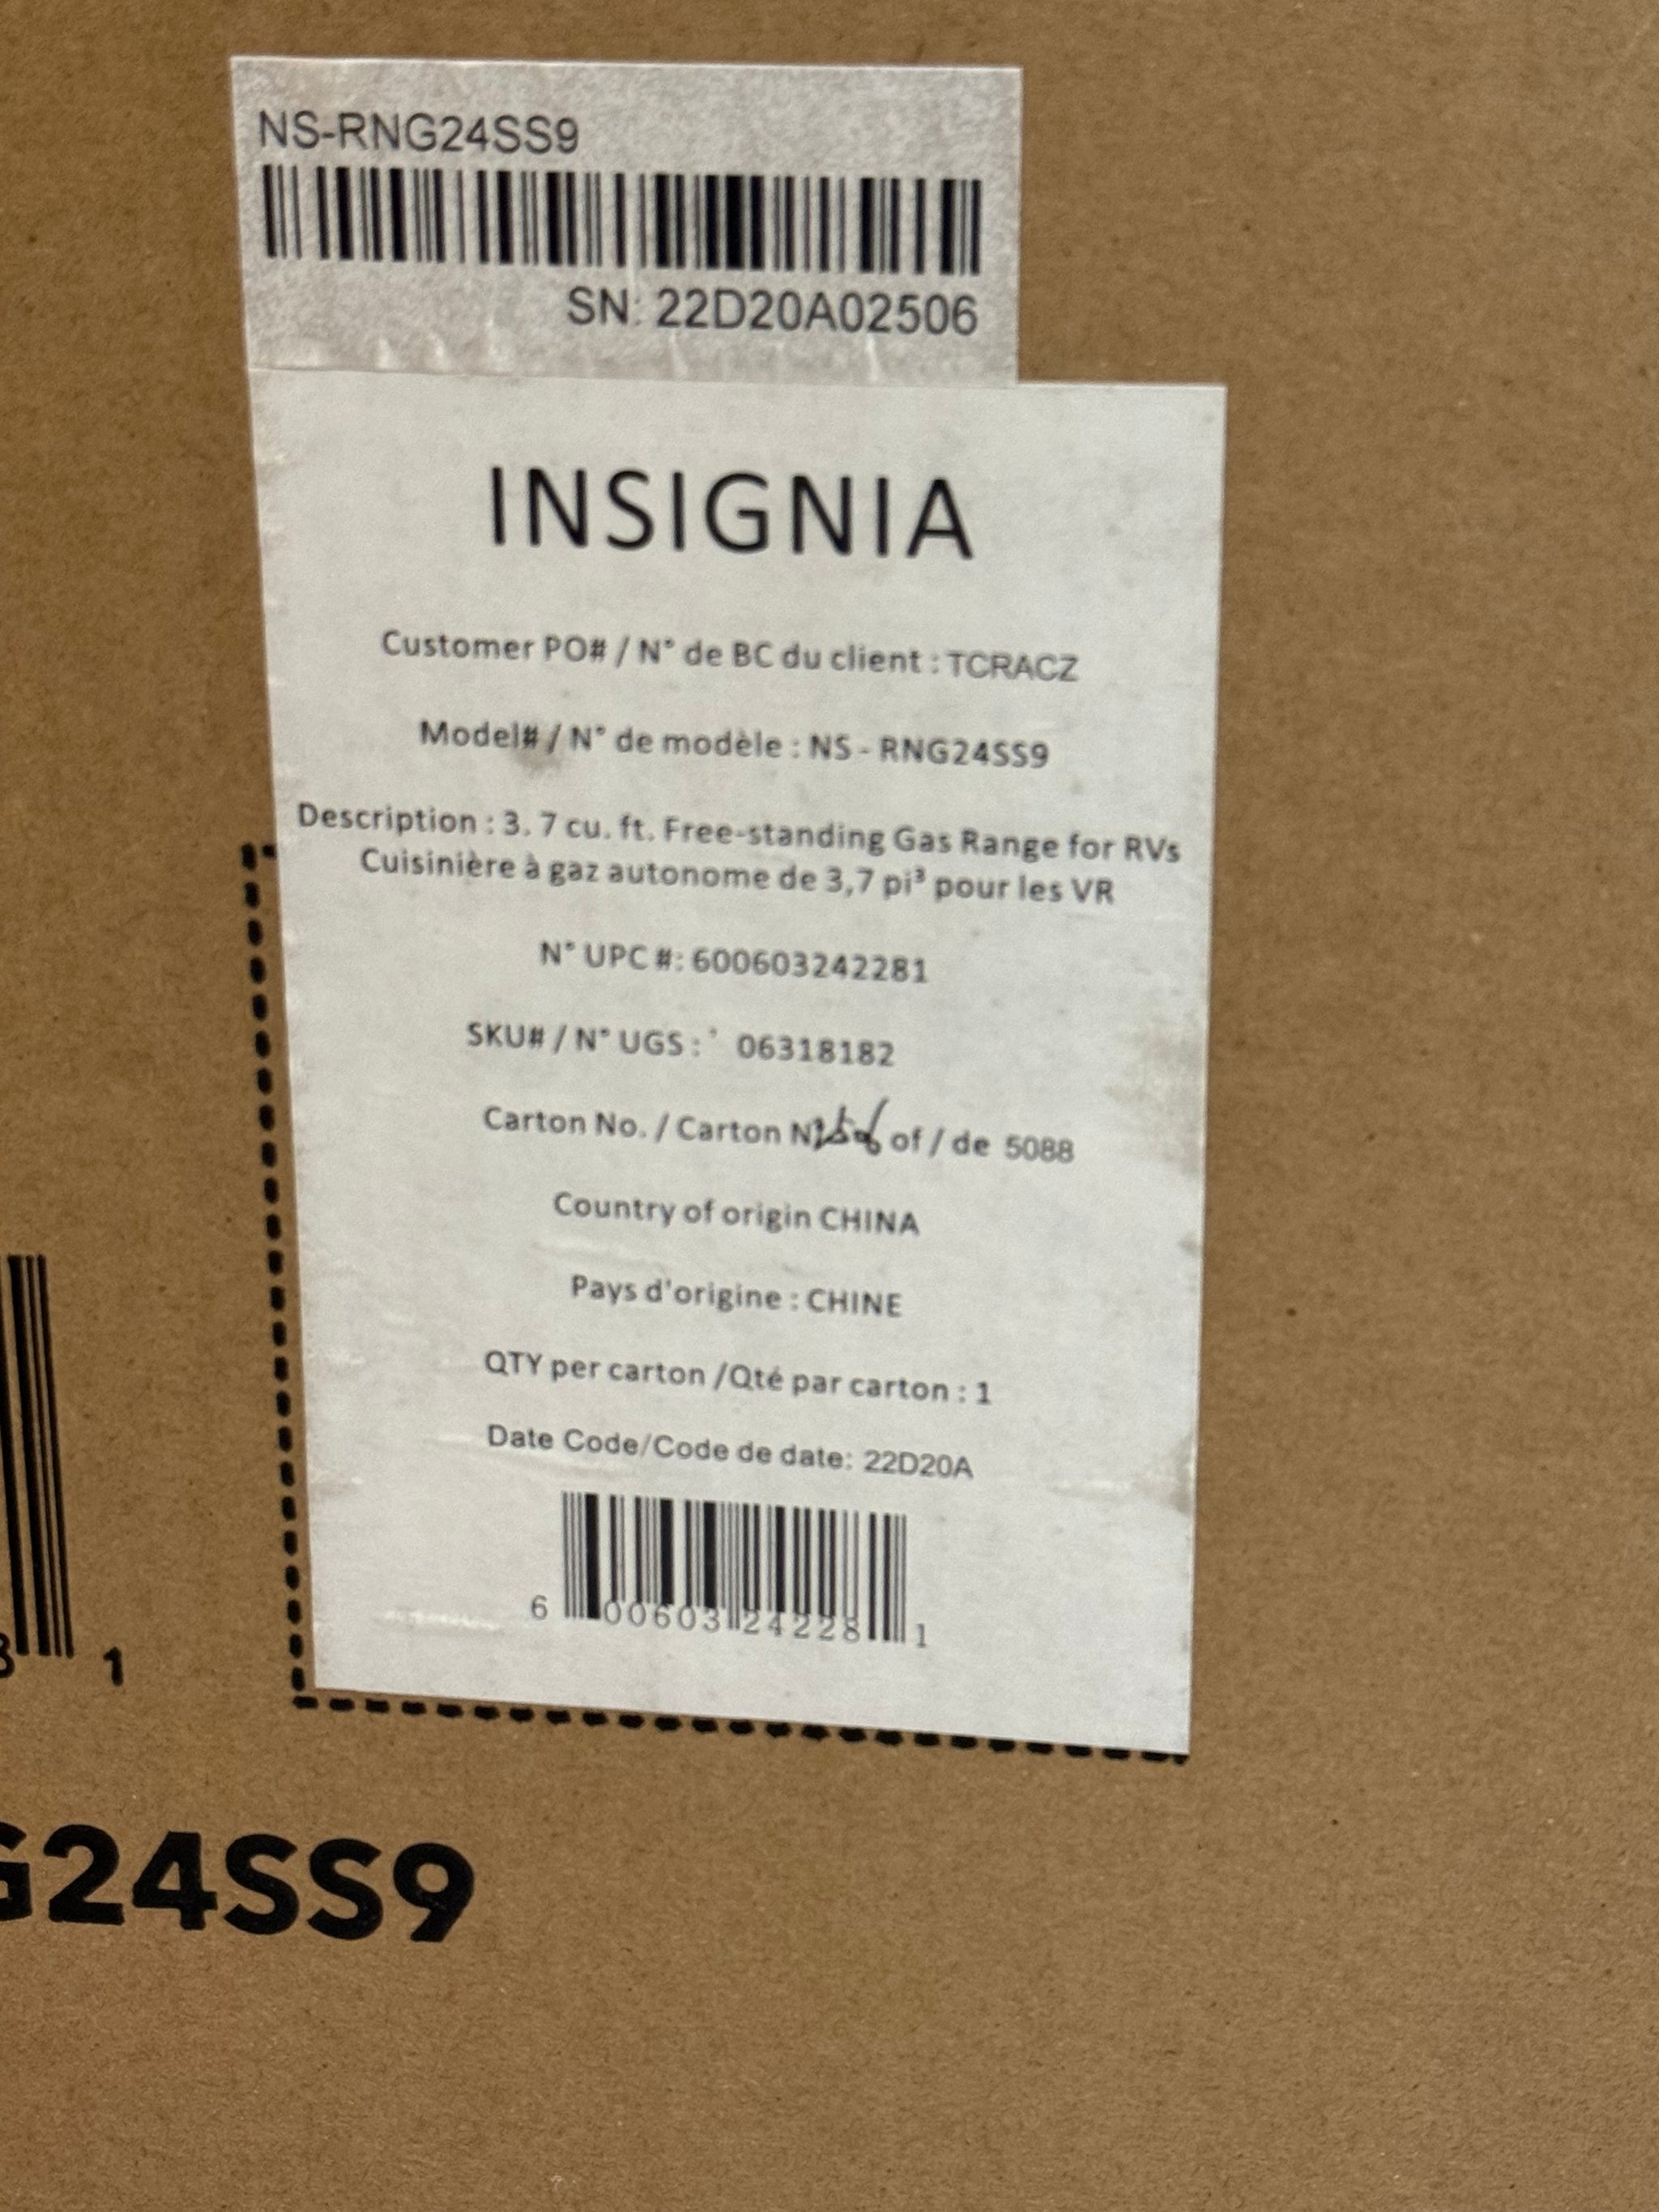 NS-RNG24SS9
SN: 22D20A02506
INSIGNIA
Customer PO# / N° de BC du client : TCRACZ
Model# / N° de modèle : NS - RNG24SS9
Description : 3. 7 cu. ft. Free-standing Gas Range for RVs
Cuisinière à gaz autonome de 3,7 pi³ pour les VR
N° UPC #: 600603242281
SKU# / N° UGS : 06318182
Carton No. / Carton of / de 5088
Country of origin CHINA
Pays d'origine : CHINE
QTY per carton /Qté par carton : 1
Date Code/Code de date: 22D20A
6 00603 24228 1
8 1
G24SS9